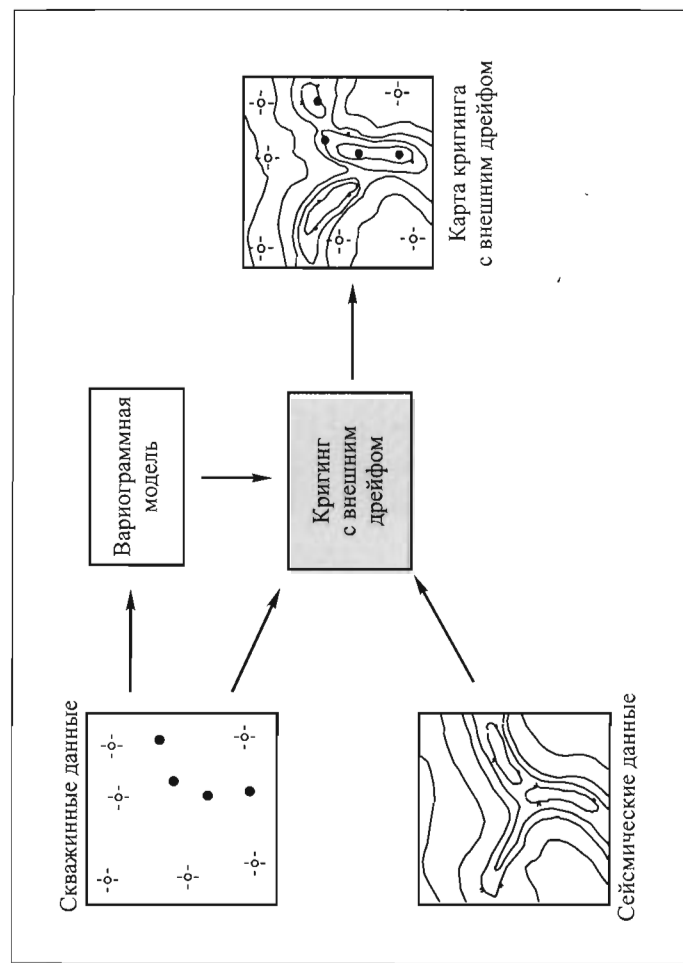 Скважинные данные
Вариограммная
модель
Кригинг
с внешним
дрейфом
Сейсмические данные
Карта кригинга
с внешним дрейфом